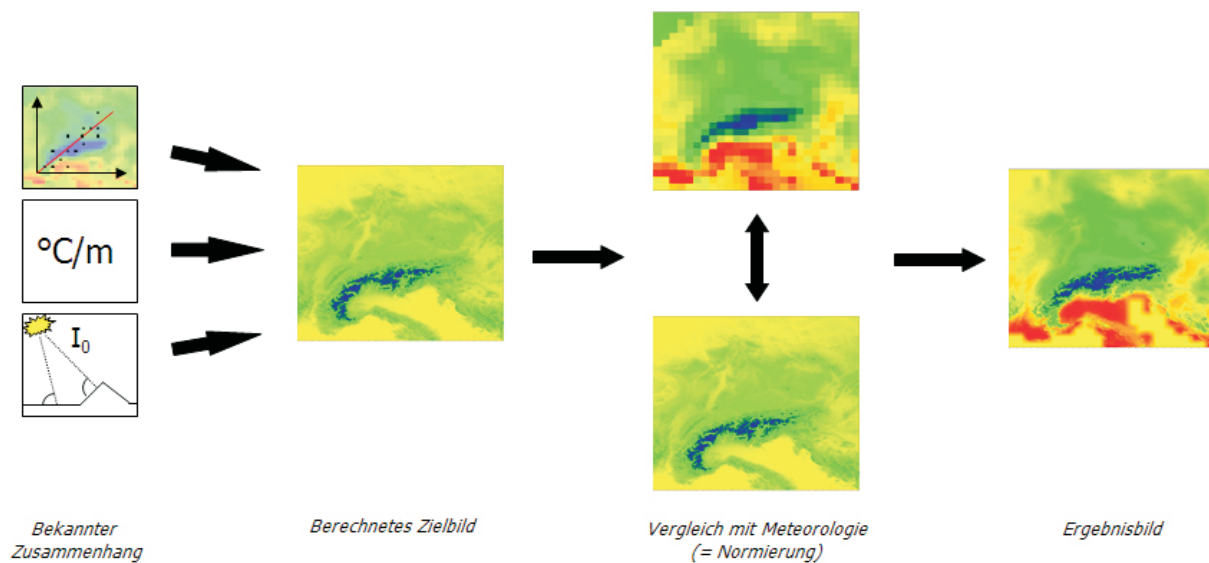 °C/m
I0
Bekannter
Zusammenhang
Berechnetes Zielbild
Vergleich mit Meteorologie
(= Normierung)
Ergebnisbild